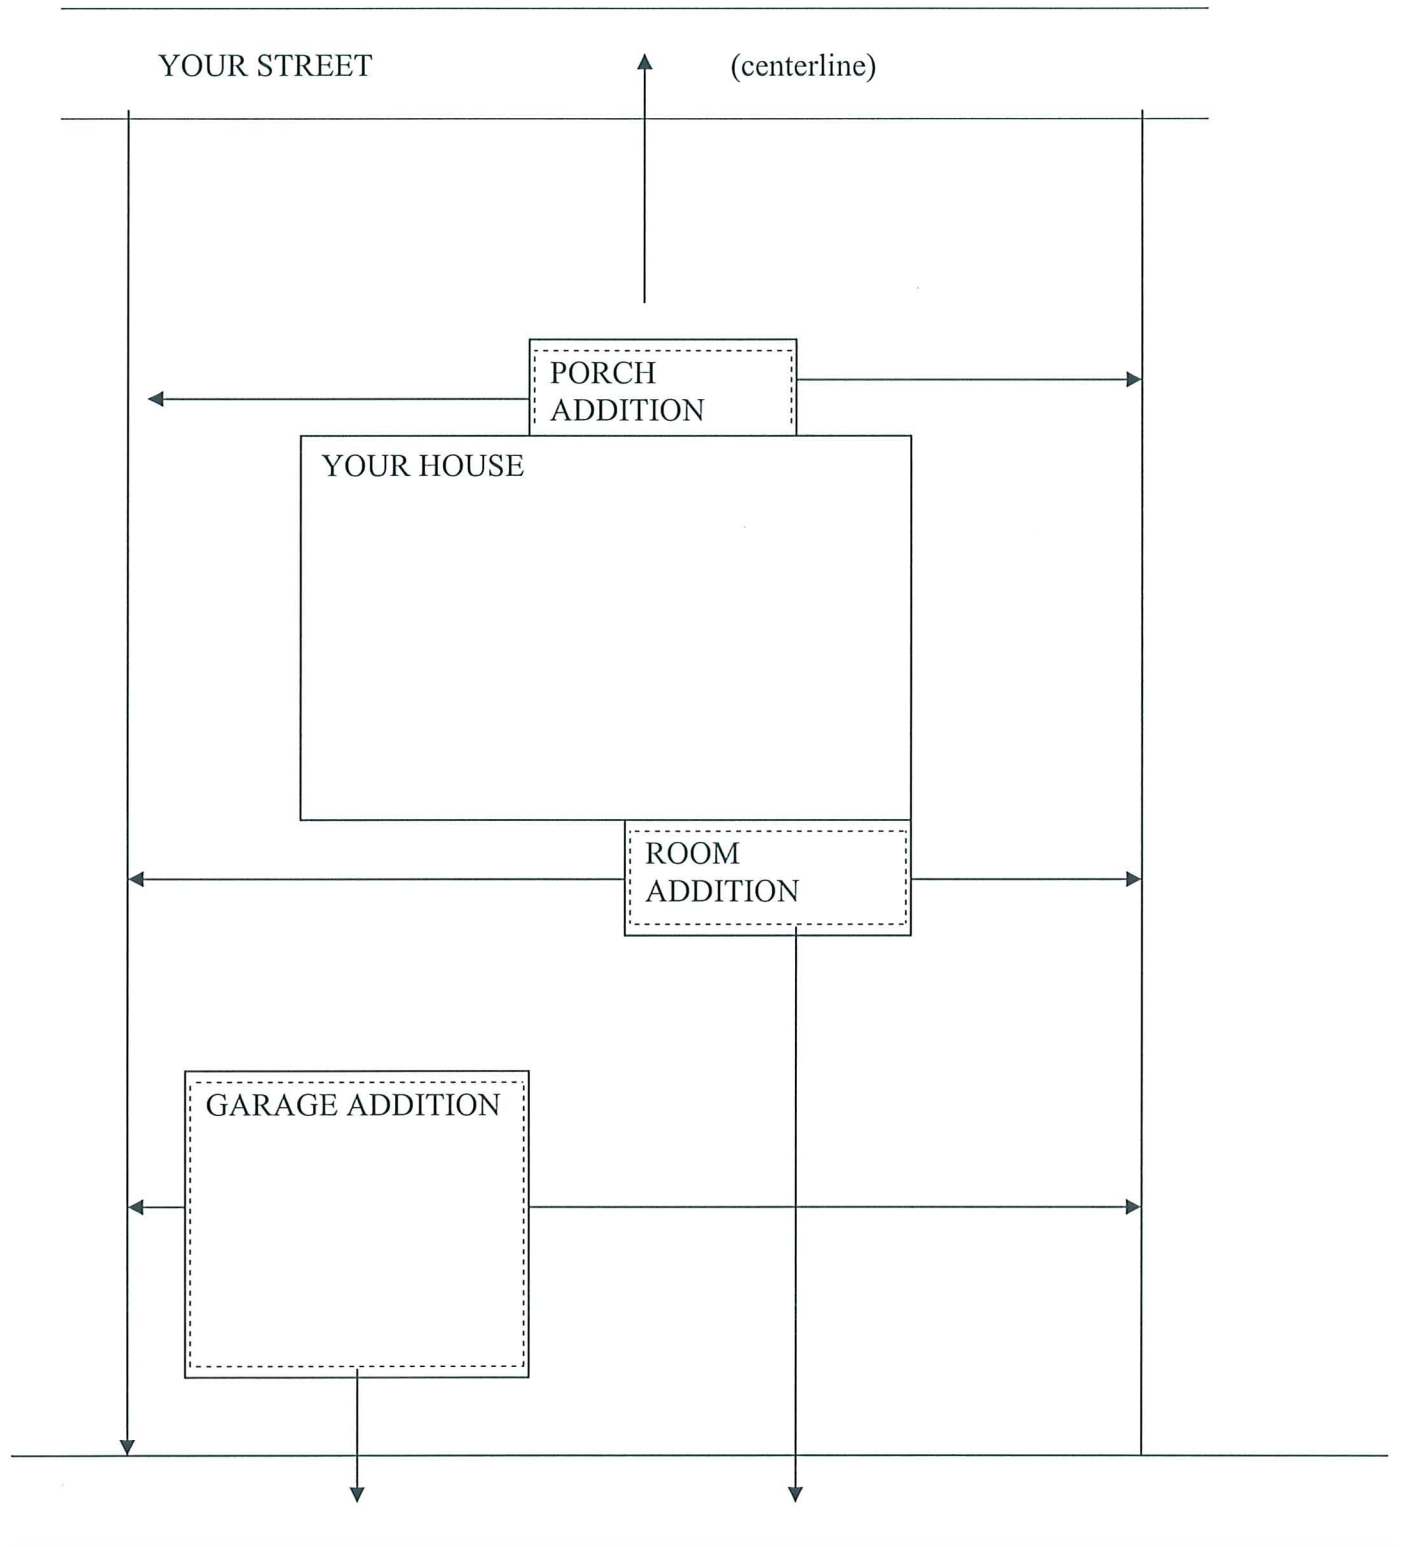 YOUR STREET (centerline)
PORCH
ADDITION
YOUR HOUSE
ROOM
ADDITION
GARAGE ADDITION